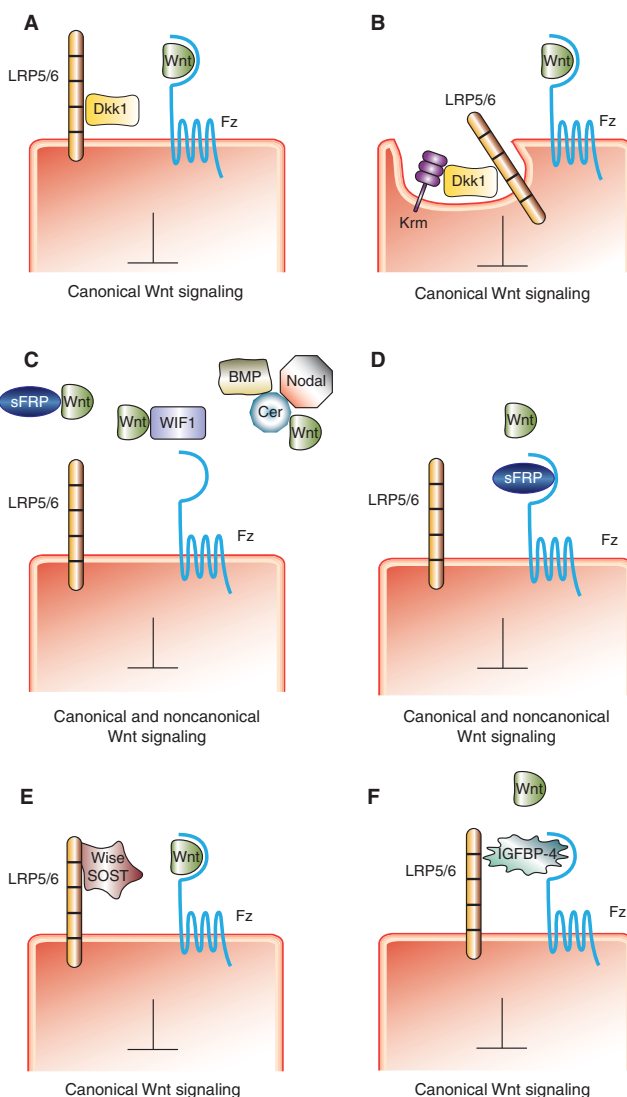 A
LRP5/6
Wnt
Dkk1
Fz
Canonical Wnt signaling
B
Wnt
LRP5/6
Fz
Dkk1
Krm
Canonical Wnt signaling
C
BMP
Nodal
sFRP
Wnt
Wnt
WIF1
Cer
Wnt
LRP5/6
Fz
Canonical and noncanonical
Wnt signaling
D
Wnt
sFRP
LRP5/6
Fz
Canonical and noncanonical
Wnt signaling
E
Wise
SOST
Wnt
LRP5/6
Fz
Canonical Wnt signaling
F
Wnt
IGFBP-4
LRP5/6
Fz
Canonical Wnt signaling